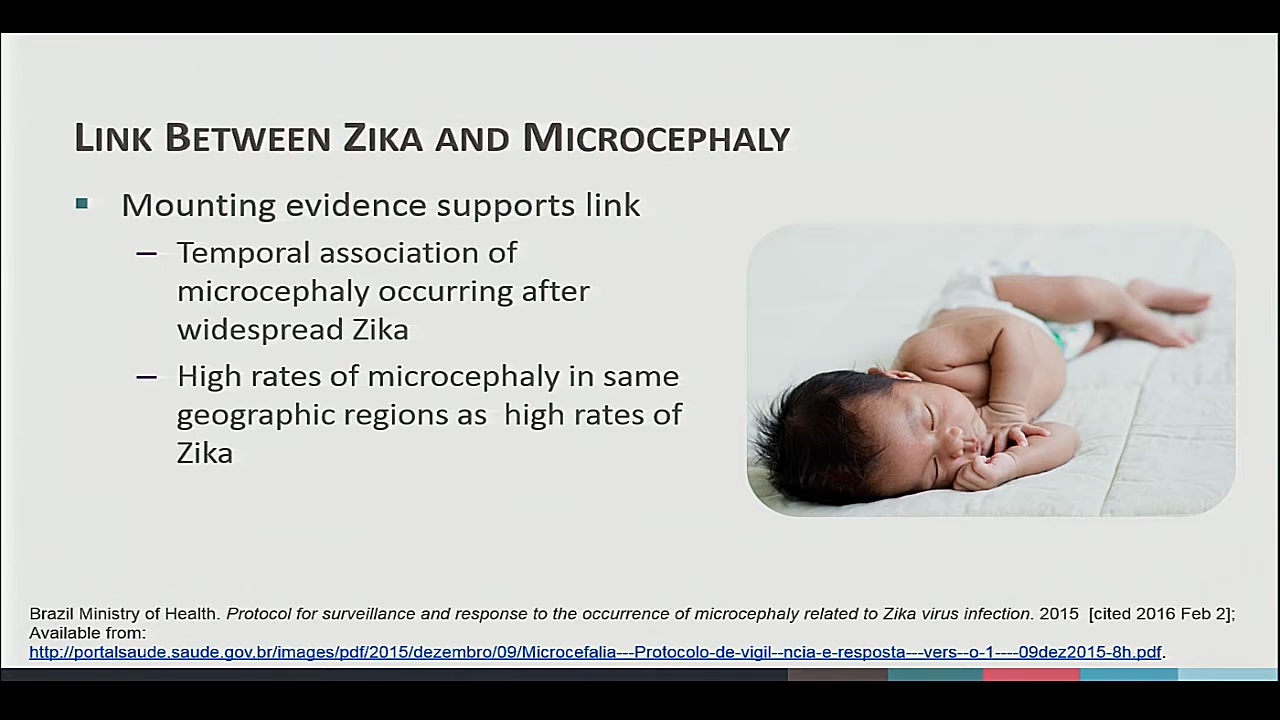 LINK BETWEEN ZIKA AND MICROCEPHALY
▪ Mounting evidence supports link
– Temporal association of
microcephaly occurring after
widespread Zika
– High rates of microcephaly in same
geographic regions as  high rates of
Zika
Brazil Ministry of Health. Protocol for surveillance and response to the occurrence of microcephaly related to Zika virus infection. 2015  [cited 2016 Feb 2];
Available from:
http://portalsaude.saude.gov.br/images/pdf/2015/dezembro/09/Microcefalia---Protocolo-de-vigil--ncia-e-resposta---vers--o-1----09dez2015-8h.pdf.